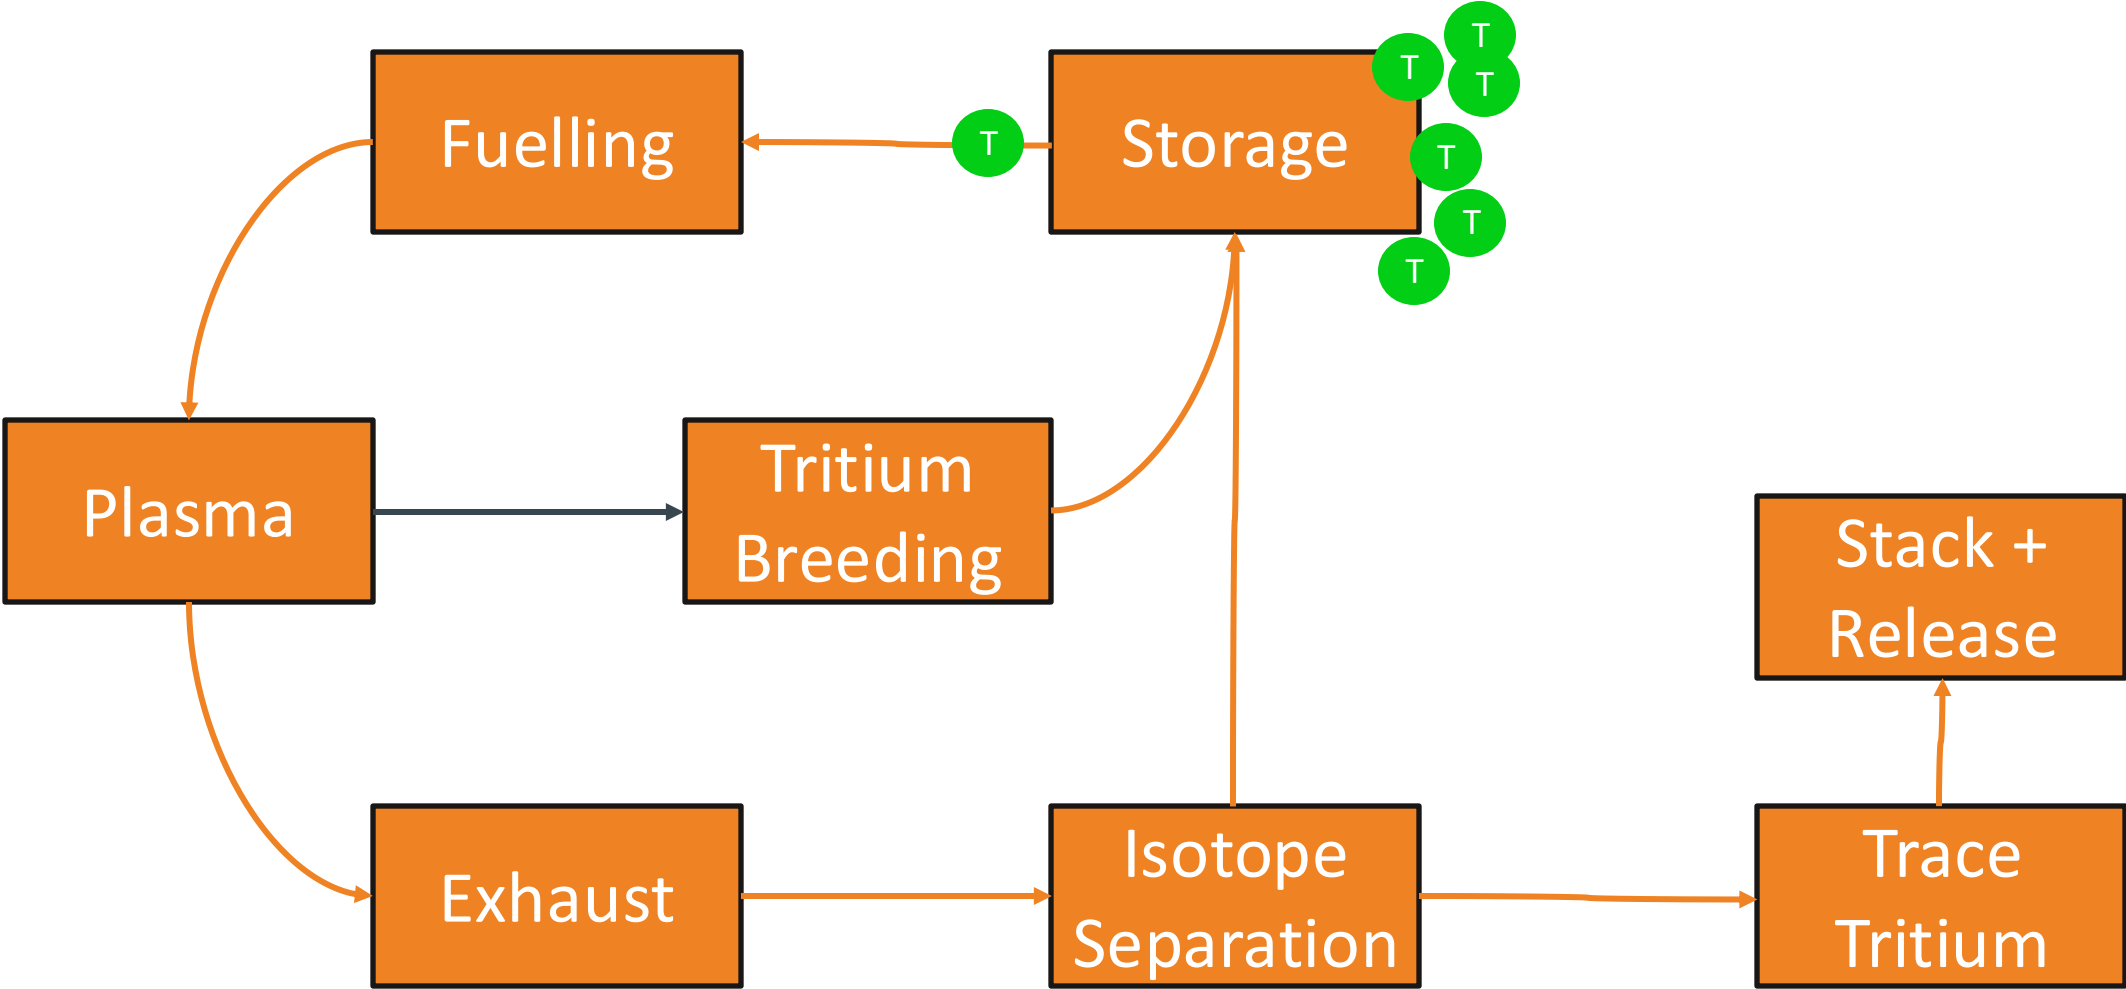 T
T
T
Fuelling
T
Storage
T
T
T
Plasma
Tritium
Breeding
Stack +
Release
Exhaust
Isotope
Separation
Trace
Tritium